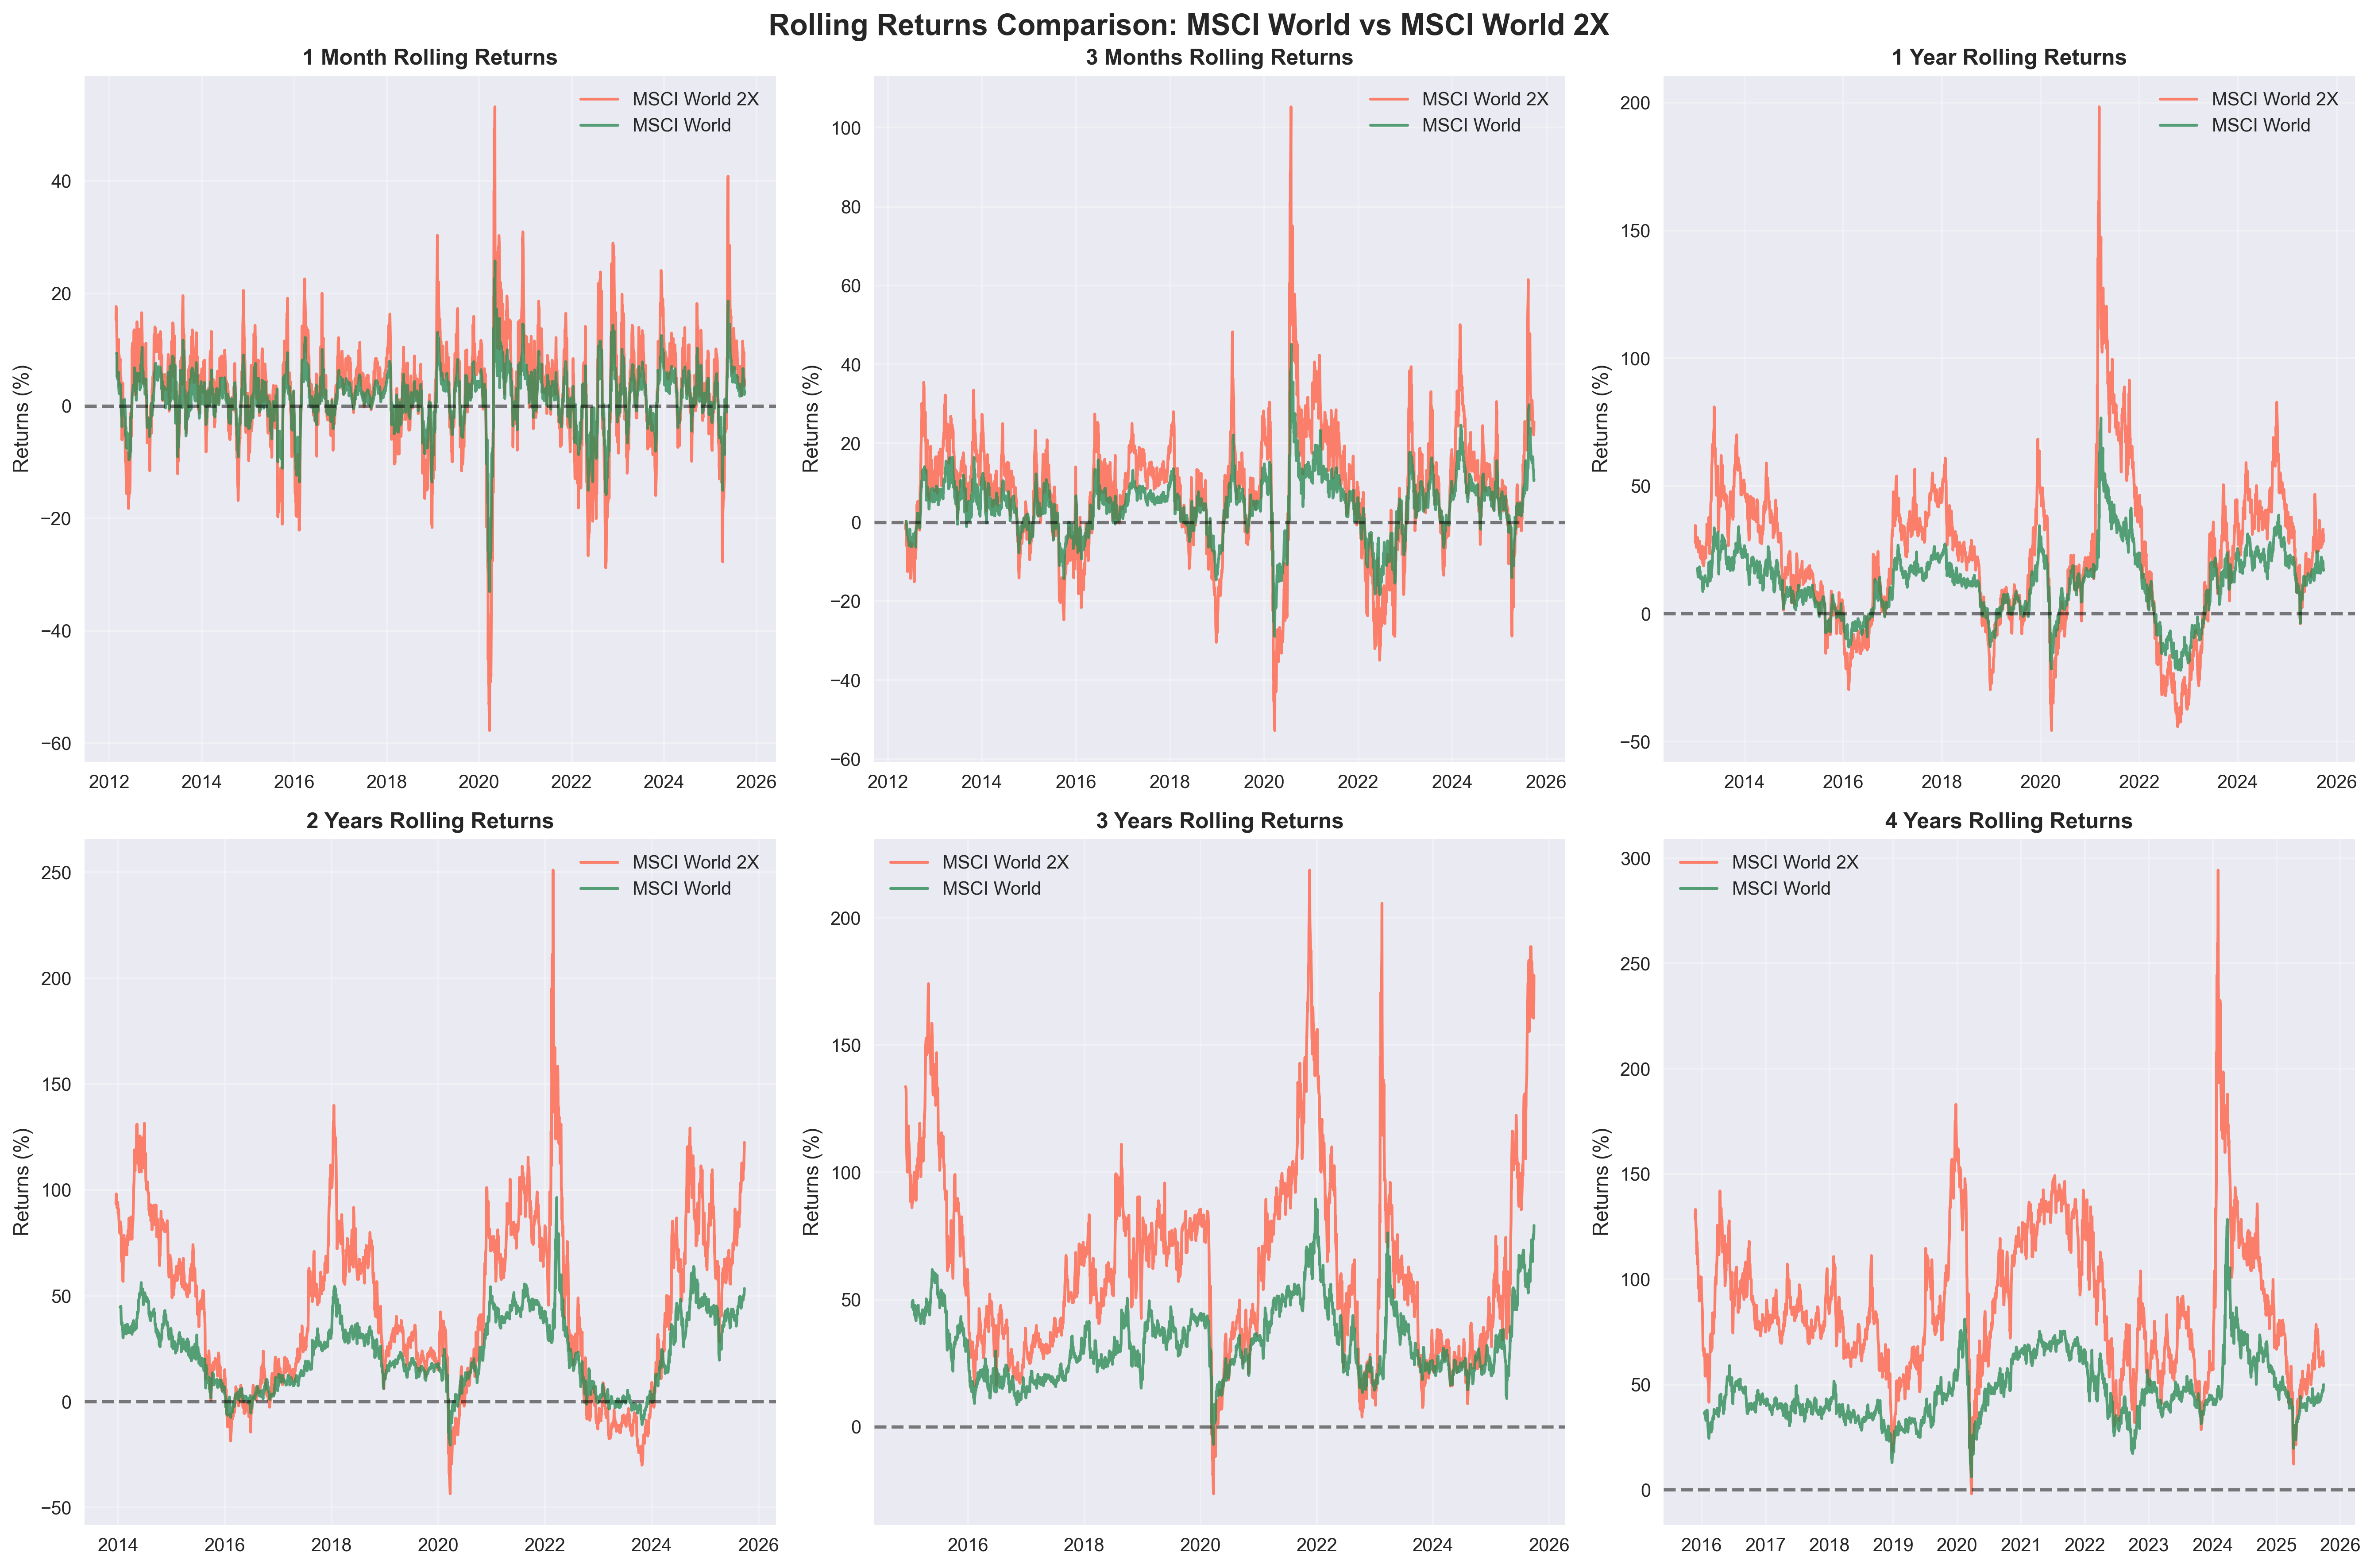 Rolling Returns Comparison: MSCI World vs MSCI World 2X
1 Month Rolling Returns
MSCI World 2X
MSCI World
Returns (%)
40
20
0
−20
−40
−60
2012 2014 2016 2018 2020 2022 2024 2026
3 Months Rolling Returns
MSCI World 2X
MSCI World
Returns (%)
100
80
60
40
20
0
−20
−40
−60
2012 2014 2016 2018 2020 2022 2024 2026
1 Year Rolling Returns
MSCI World 2X
MSCI World
Returns (%)
200
150
100
50
0
−50
2014 2016 2018 2020 2022 2024 2026
2 Years Rolling Returns
MSCI World 2X
MSCI World
Returns (%)
250
200
150
100
50
0
−50
2014 2016 2018 2020 2022 2024 2026
3 Years Rolling Returns
MSCI World 2X
MSCI World
Returns (%)
200
150
100
50
0
2016 2018 2020 2022 2024 2026
4 Years Rolling Returns
MSCI World 2X
MSCI World
Returns (%)
300
250
200
150
100
50
0
2016 2017 2018 2019 2020 2021 2022 2023 2024 2025 2026